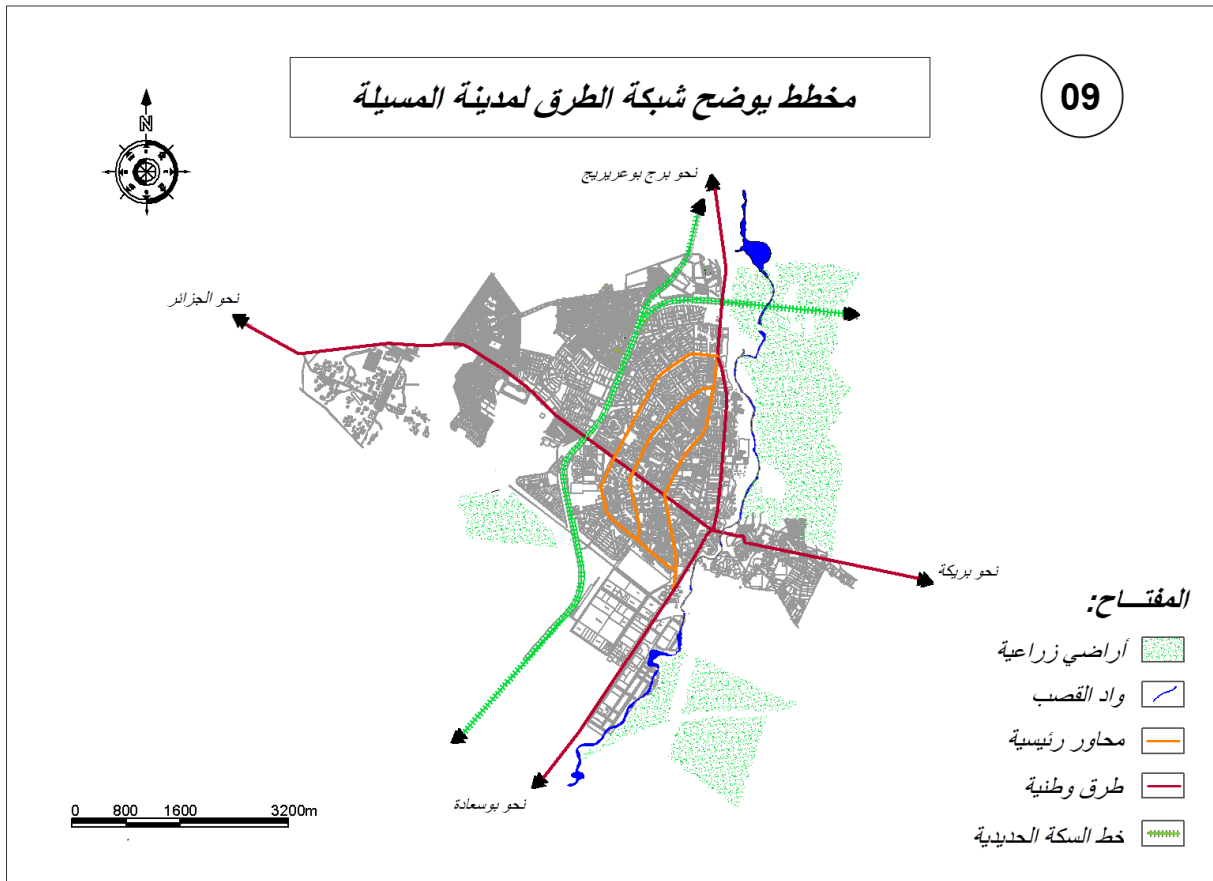 مخطط يوضح شبكة الطرق لمدينة المسيلة
09
N
نحو برج بوعريريج
نحو الجزائر
نحو بريكة
نحو بوسعادة
المفتـــاح:
أراضي زراعية
واد القصب
محاور رئيسية
طرق وطنية
خط السكة الحديدية
0 800 1600 3200m